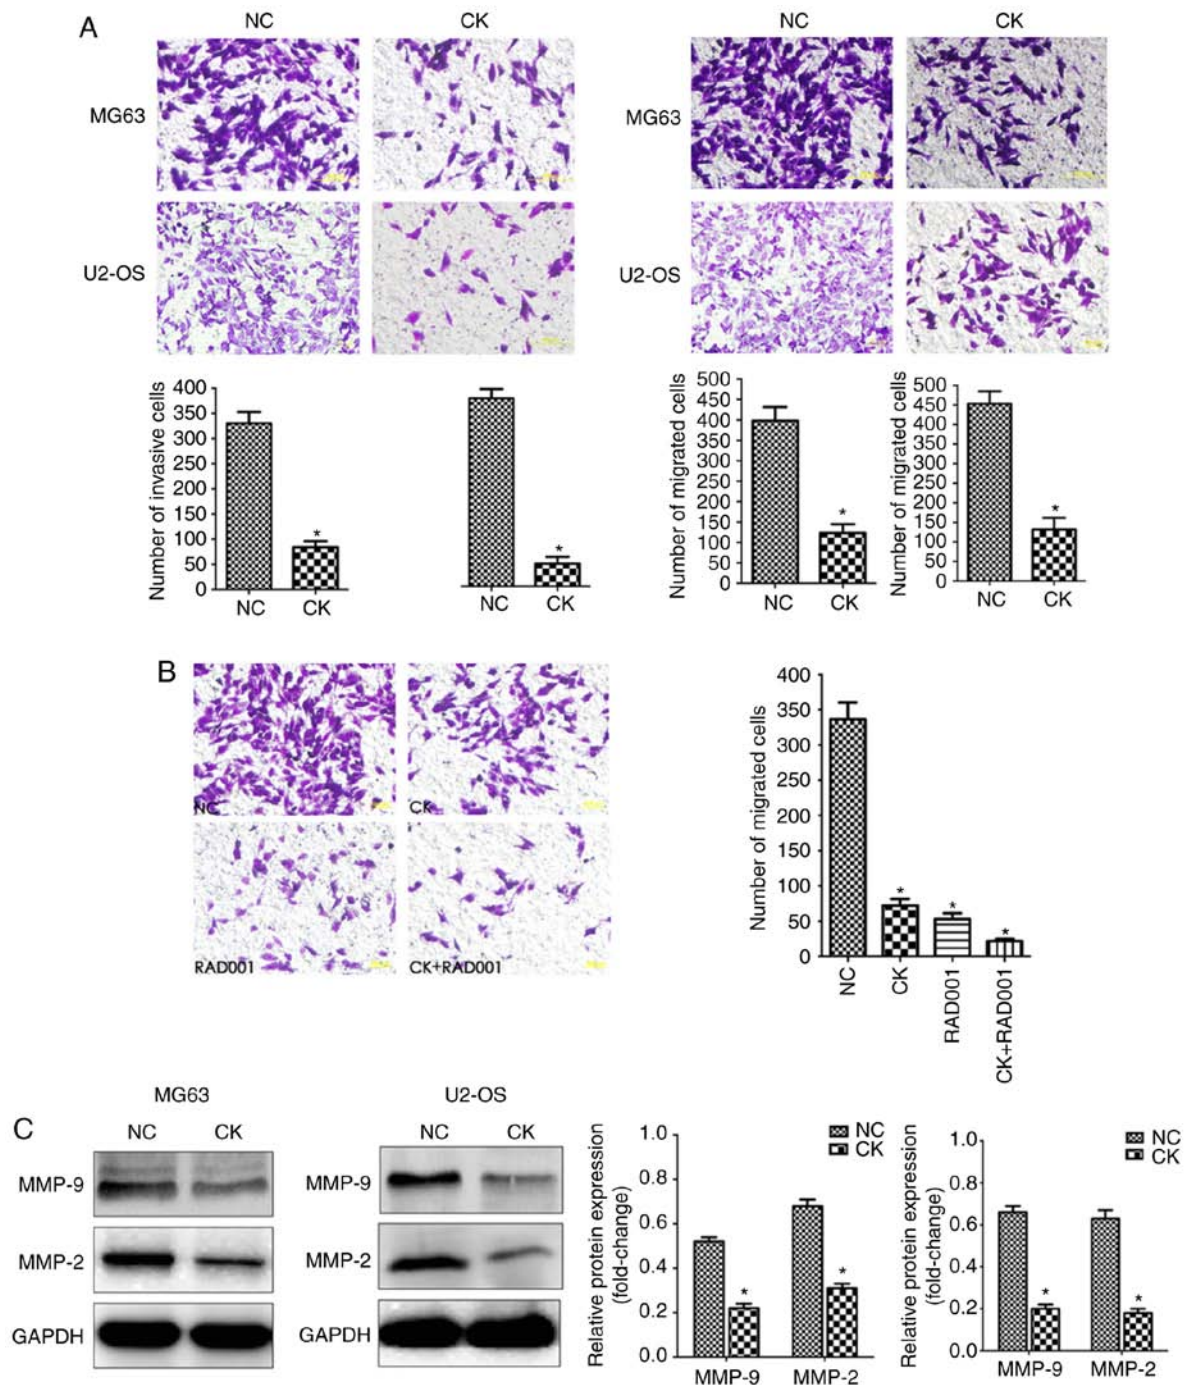 A
NC CK NC CK
MG63 MG63
U2-OS U2-OS
Number of invasive cells
400
350
300
250
200
150
100
50
0
*
NC CK
*
NC CK
Number of migrated cells
500
450
400
350
300
250
200
150
100
50
0
*
NC CK
Number of migrated cells
500
450
400
350
300
250
200
150
100
50
0
*
NC CK
B
NC CK
RAD001 CK+RAD001
Number of migrated cells
400
350
300
250
200
150
100
50
0
* * *
NC CK RAD001 CK+RAD001
C
MG63 U2-OS
NC CK NC CK
MMP-9 MMP-9
MMP-2 MMP-2
GAPDH GAPDH
Relative protein expression
(fold-change)
1.0
0.8
0.6
0.4
0.2
0.0
NC
CK
* *
MMP-9 MMP-2
Relative protein expression
(fold-change)
1.0
0.8
0.6
0.4
0.2
0.0
NC
CK
* *
MMP-9 MMP-2